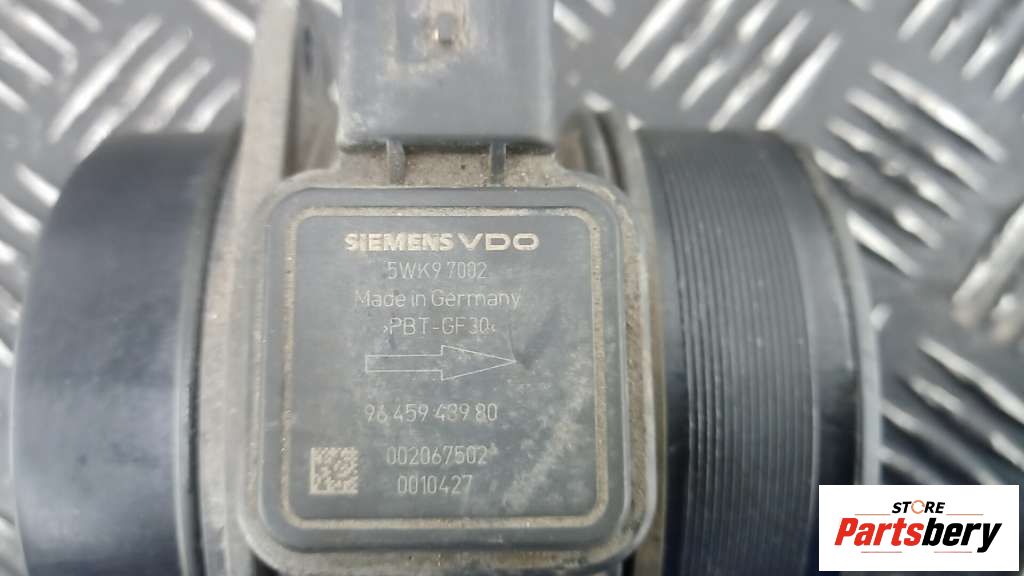 SIEMENS VDO
5WK9 7002
Made in Germany
>PBT-GF30<
96 459 439 80
002067502
0010427
STORE
Partsbery